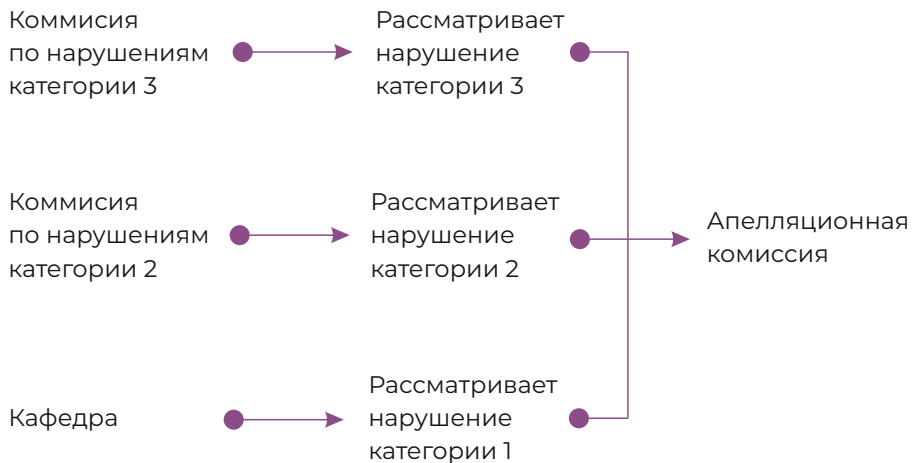 Коммисия
по нарушениям
категории 3
Рассматривает
нарушение
категории 3
Коммисия
по нарушениям
категории 2
Рассматривает
нарушение
категории 2
Апелляционная
комиссия
Кафедра
Рассматривает
нарушение
категории 1